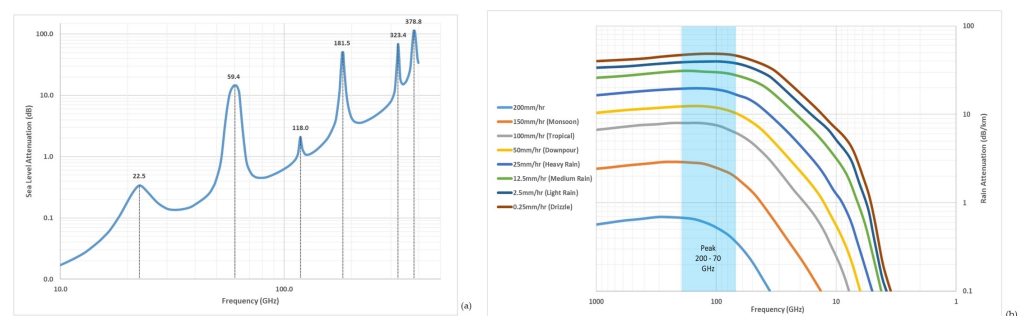 378.8
100.0
323.4
181.5
59.4
10.0
118.0
1.0
22.5
0.1
0.0
10.0
100.0
Sea Level Attenuation (dB)
Frequency (GHz)
(a)
200mm/hr
150mm/hr (Monsoon)
100mm/hr (Tropical)
50mm/hr (Downpour)
25mm/hr (Heavy Rain)
12.5mm/hr (Medium Rain)
2.5mm/hr (Light Rain)
0.25mm/hr (Drizzle)
Peak
200 - 70
GHz
100
10
1
0.1
Rain Attenuation (dB/km)
1000
100
10
1
Frequency (GHz)
(b)